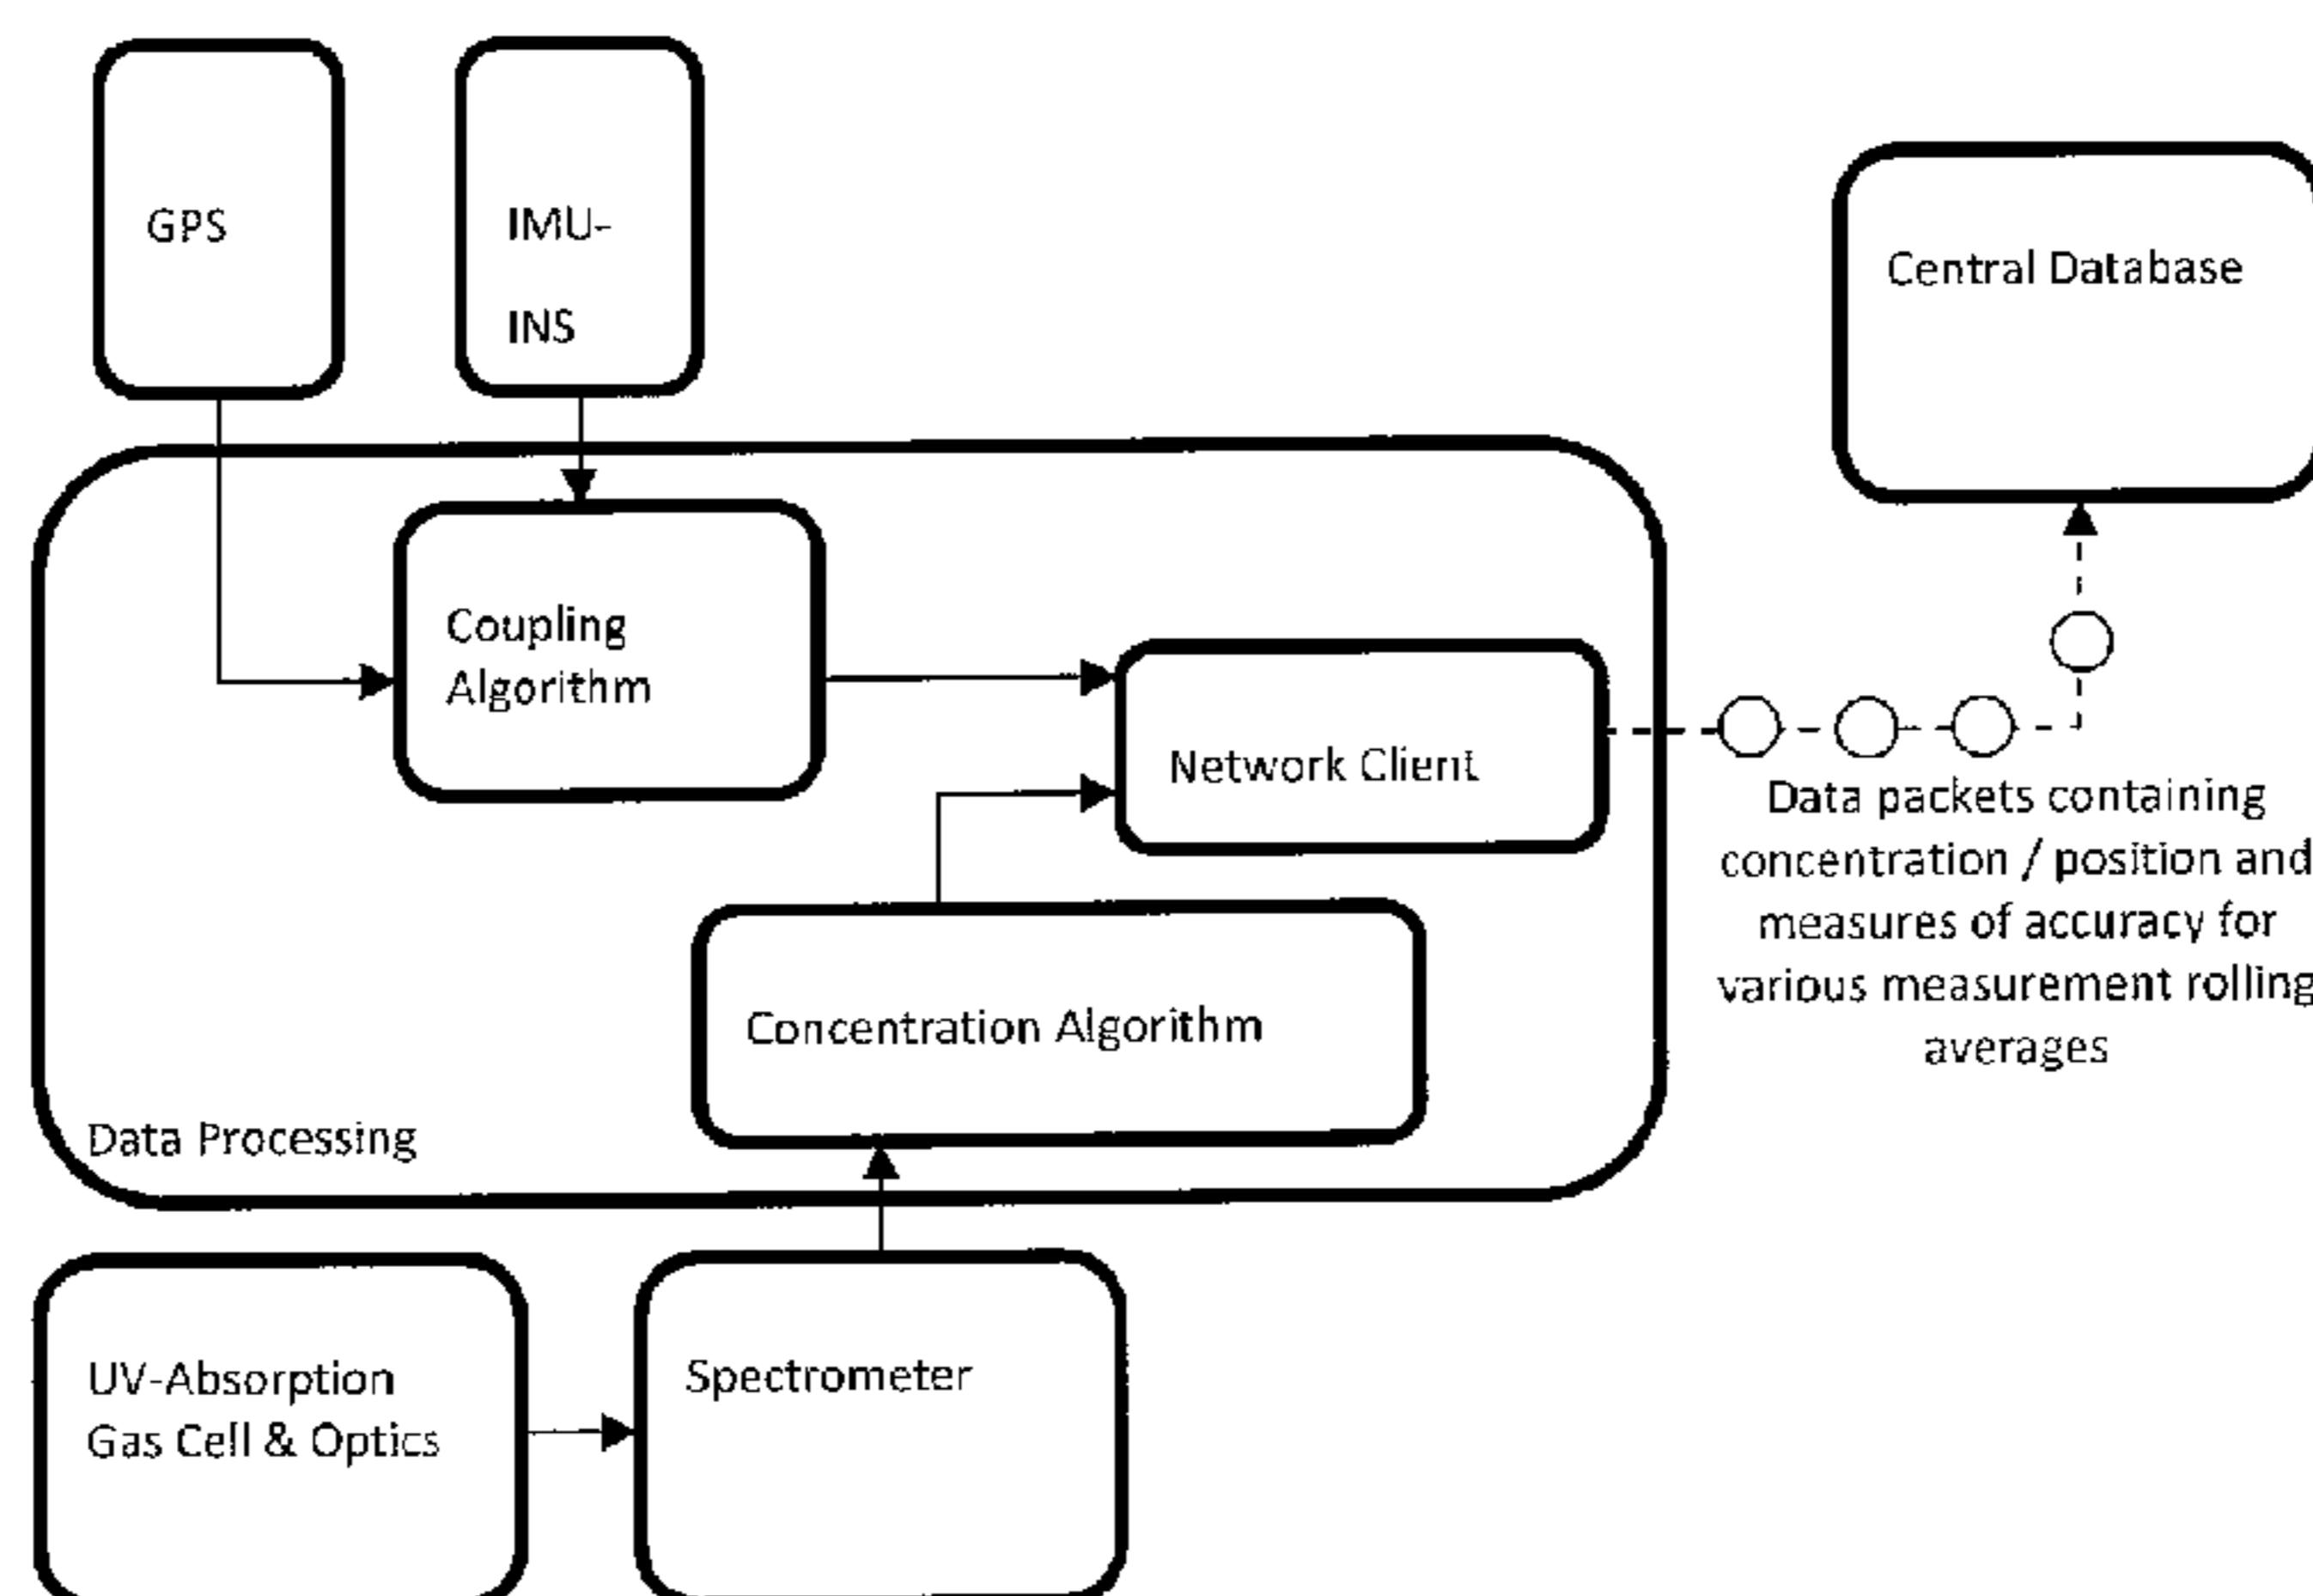 GPS
IMU-
INS
Central Database
Coupling
Algorithm
Network Client
Data packets containing
concentration / position and
measures of accuracy for
various measurement rolling
averages
Concentration Algorithm
Data Processing
UV-Absorption
Gas Cell & Optics
Spectrometer